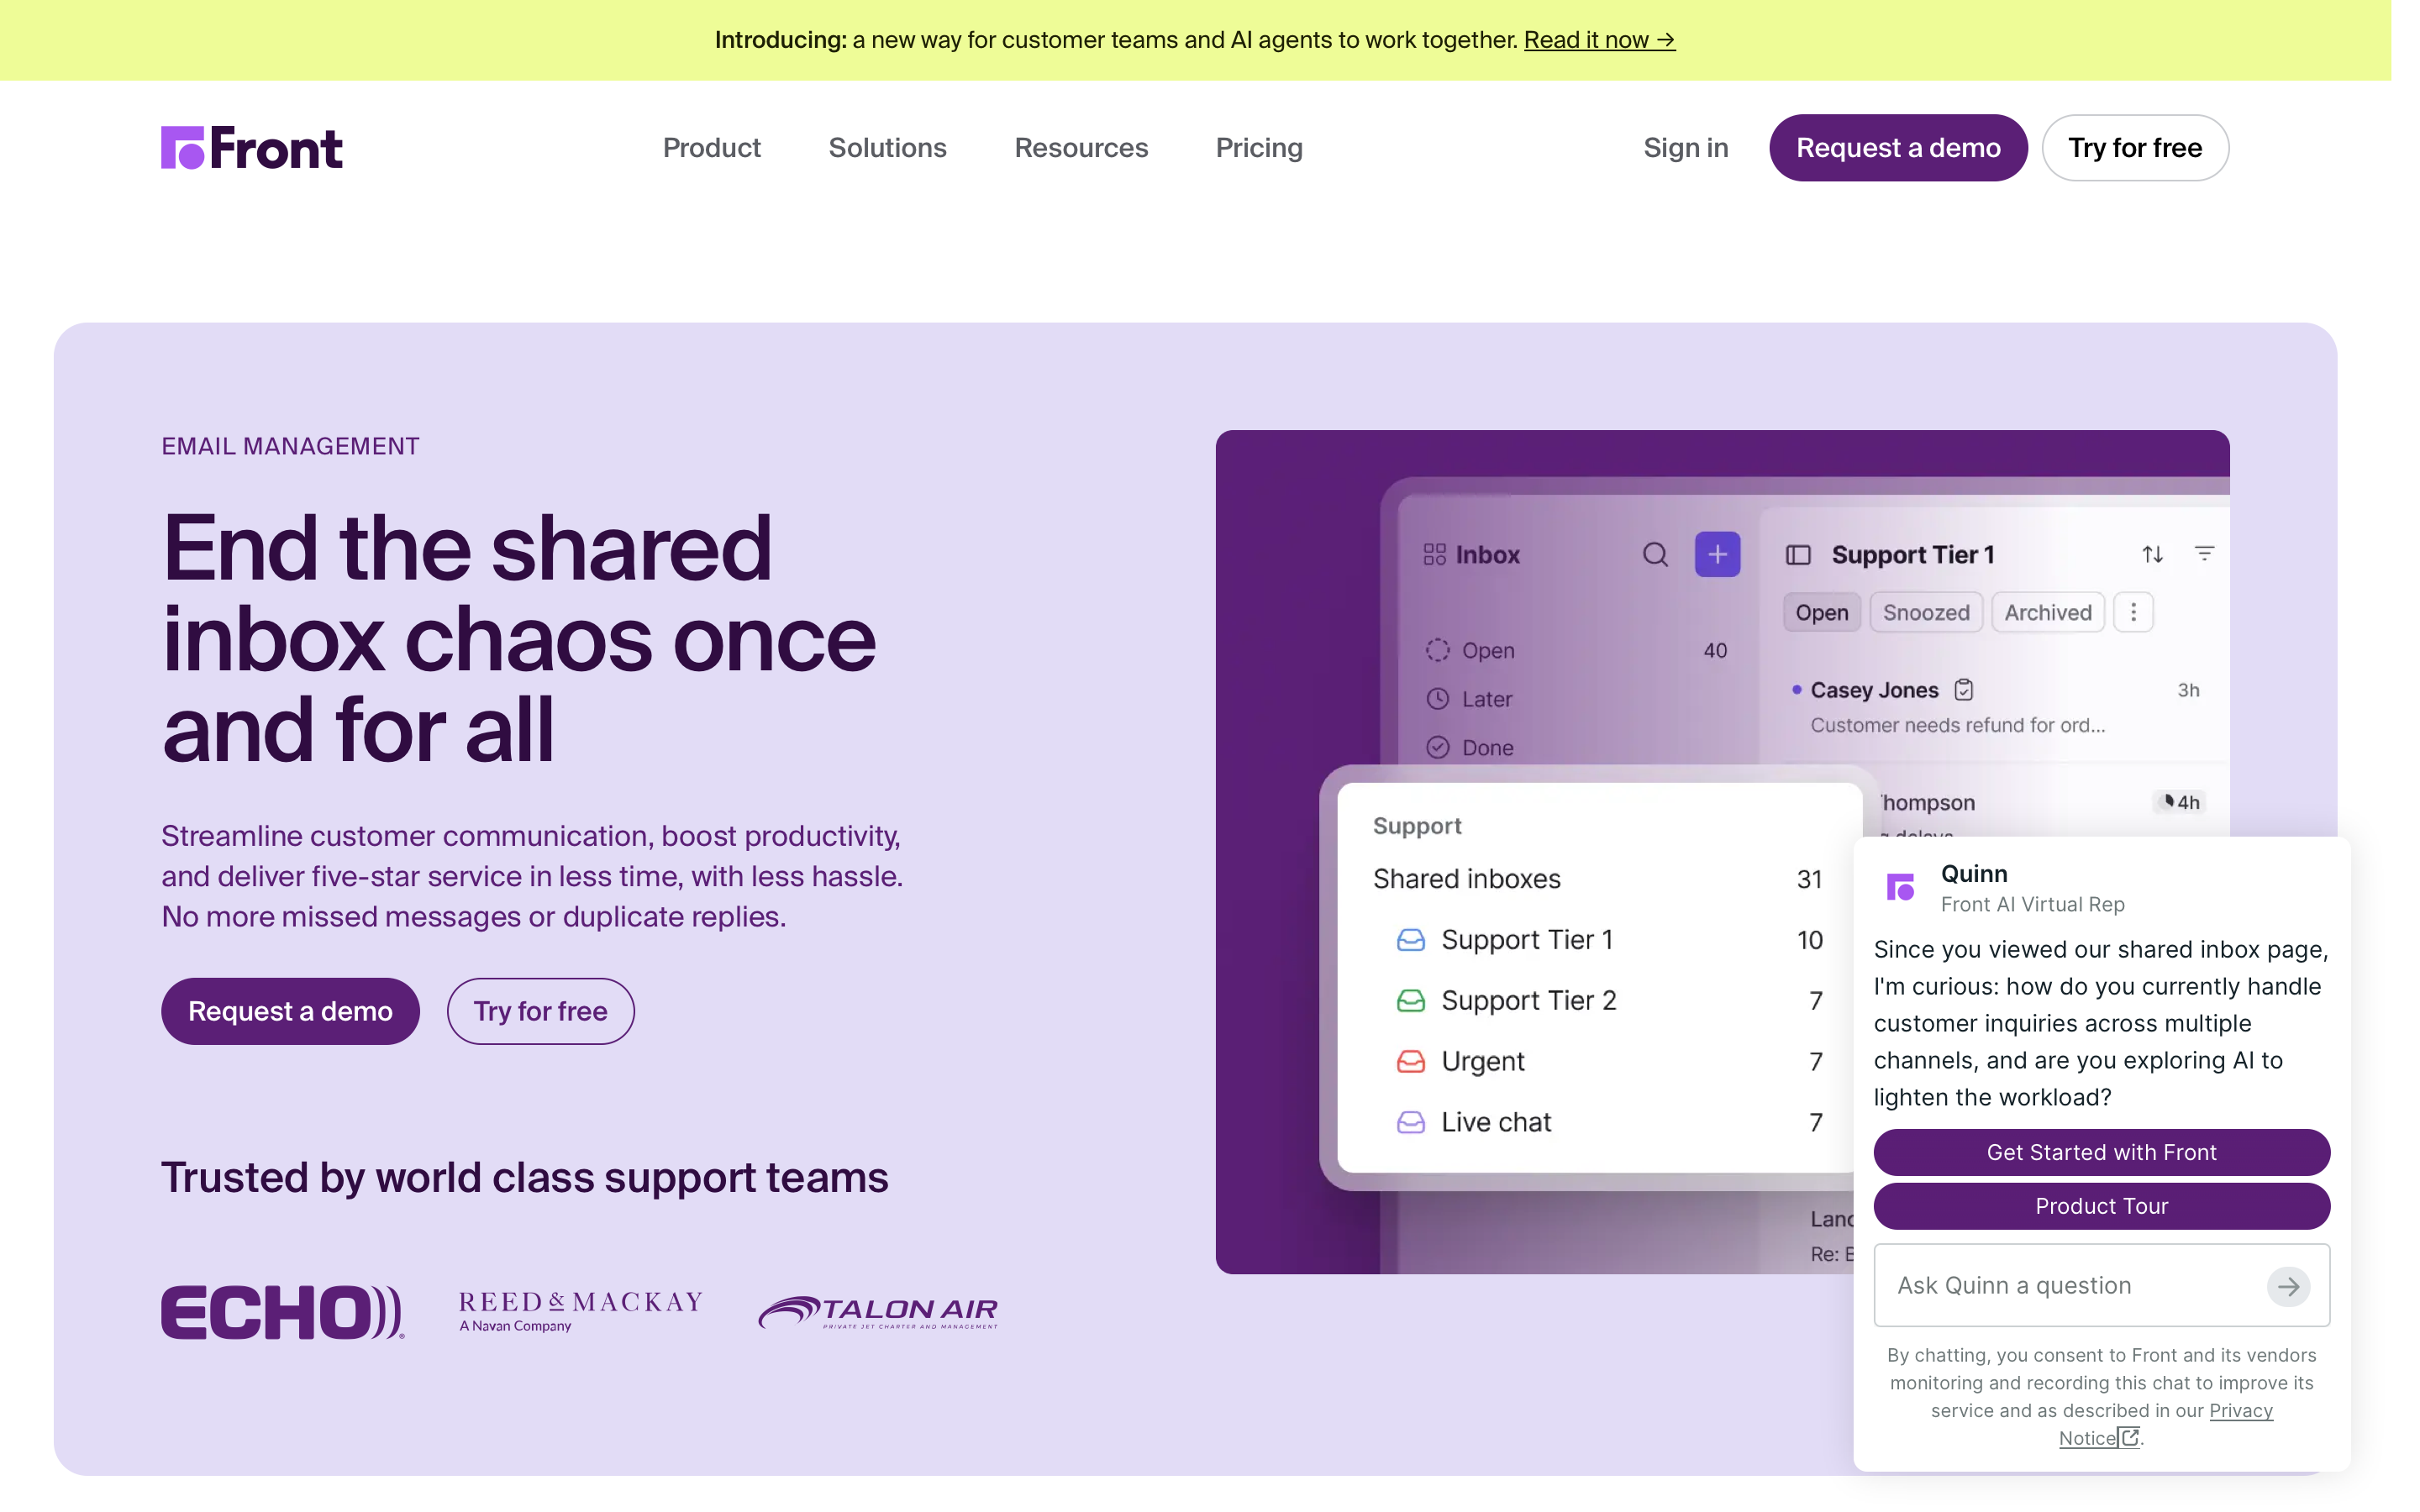 Introducing: a new way for customer teams and AI agents to work together. Read it now →
Front
Product
Solutions
Resources
Pricing
Sign in
Request a demo
Try for free
EMAIL MANAGEMENT
End the shared
inbox chaos once
and for all
Streamline customer communication, boost productivity,
and deliver five-star service in less time, with less hassle.
No more missed messages or duplicate replies.
Request a demo
Try for free
Trusted by world class support teams
ECHO
REED & MACKAY
A Navan Company
TALON AIR
PRIVATE JET CHARTER AND MANAGEMENT
Inbox
Open 40
Later
Done
Support Tier 1
Open
Snoozed
Archived
Casey Jones 3h
Customer needs refund for ord...
hompson 4h
delays
Support
Shared inboxes 31
Support Tier 1 10
Support Tier 2 7
Urgent 7
Live chat 7
Re:
Quinn
Front AI Virtual Rep
Since you viewed our shared inbox page,
I'm curious: how do you currently handle
customer inquiries across multiple
channels, and are you exploring AI to
lighten the workload?
Get Started with Front
Product Tour
Ask Quinn a question
By chatting, you consent to Front and its vendors
monitoring and recording this chat to improve its
service and as described in our Privacy
Notice.